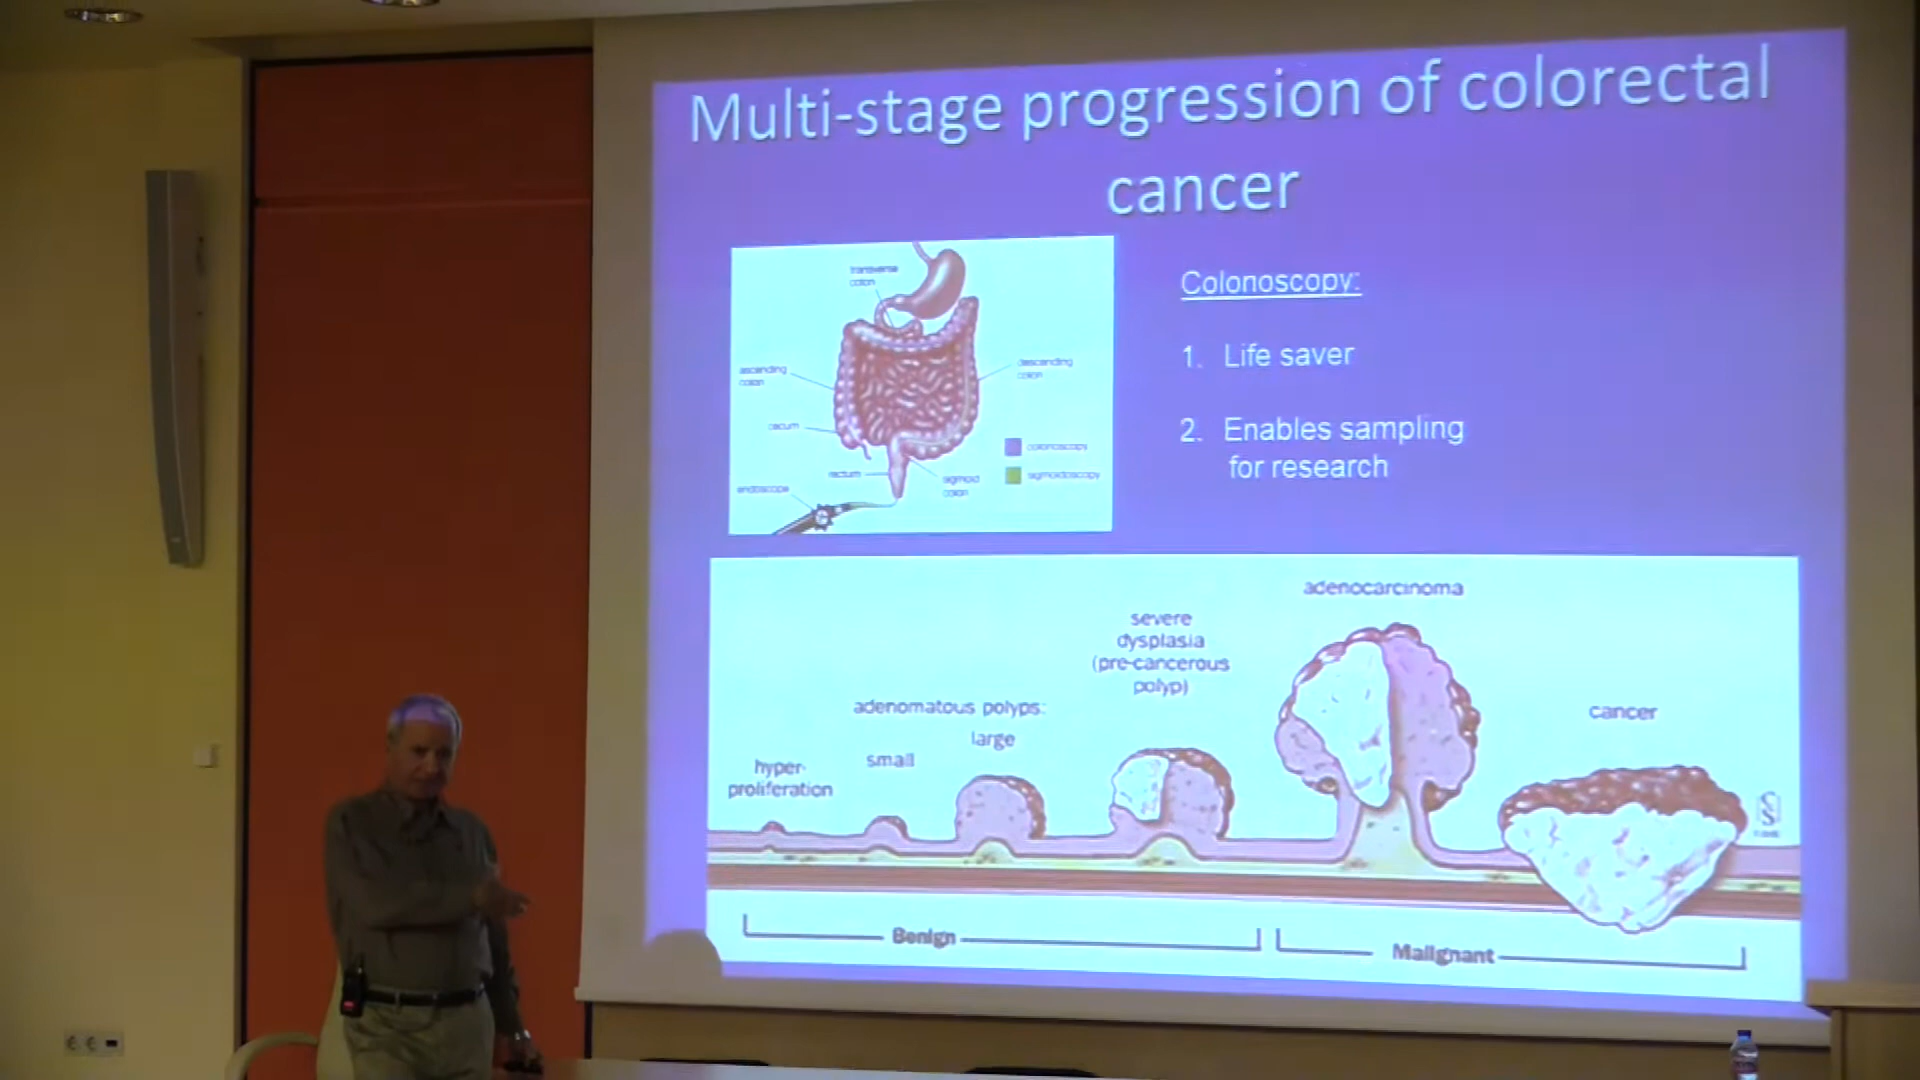 Multi-stage progression of colorectal
cancer
transverse
colon
ascending
colon
descending
colon
cecum
rectum
sigmoid
colon
endoscope
colonoscopy
sigmoidoscopy
Colonoscopy:
1. Life saver
2. Enables sampling
for research
adenocarcinoma
severe
dysplasia
(pre-cancerous
polyp)
adenomatous polyps:
large
small
hyper-
proliferation
cancer
Benign
Malignant